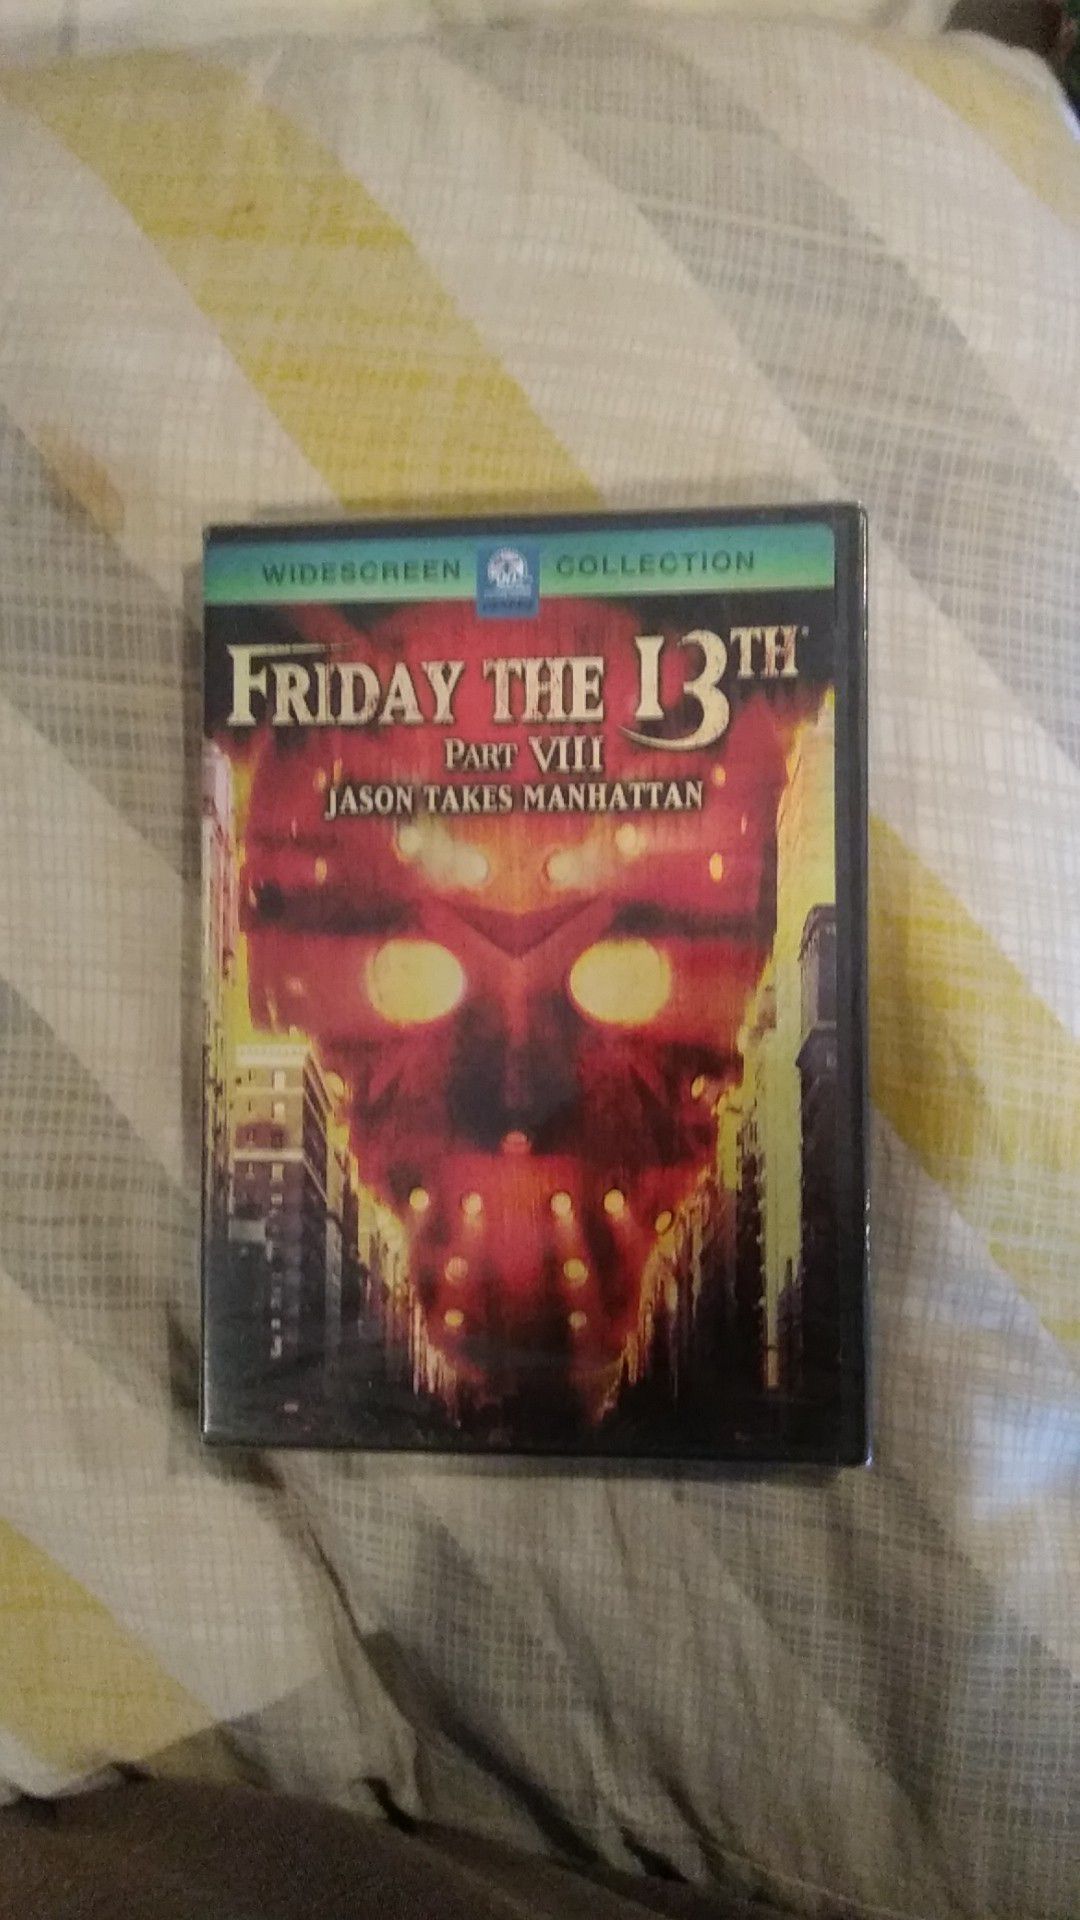 WIDESCREEN COLLECTION
FRIDAY THE 13TH
PART VIII
JASON TAKES MANHATTAN